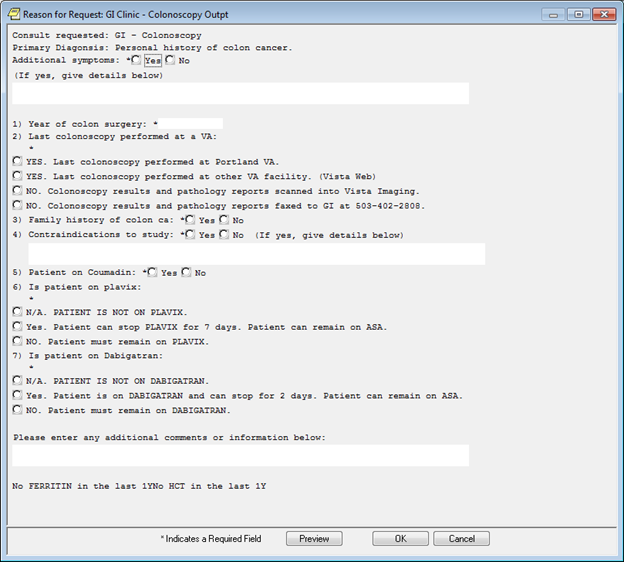 Reason for Request: GI Clinic - Colonoscopy Outpt
Consult requested: GI - Colonoscopy
Primary Diagonsis: Personal history of colon cancer.
Additional symptoms: * Yes No
(If yes, give details below)
1) Year of colon surgery: *
2) Last colonoscopy performed at a VA:
*
YES. Last colonoscopy performed at Portland VA.
YES. Last colonoscopy performed at other VA facility. (Vista Web)
NO. Colonoscopy results and pathology reports scanned into Vista Imaging.
NO. Colonoscopy results and pathology reports faxed to GI at 503-402-2808.
3) Family history of colon ca: * Yes No
4) Contraindications to study: * Yes No (If yes, give details below)
5) Patient on Coumadin: * Yes No
6) Is patient on plavix:
*
N/A. PATIENT IS NOT ON PLAVIX.
Yes. Patient can stop PLAVIX for 7 days. Patient can remain on ASA.
NO. Patient must remain on PLAVIX.
7) Is patient on Dabigatran:
*
N/A. PATIENT IS NOT ON DABIGATRAN.
Yes. Patient is on DABIGATRAN and can stop for 2 days. Patient can remain on ASA.
NO. Patient must remain on DABIGATRAN.
Please enter any additional comments or information below:
No FERRITIN in the last 1YNo HCT in the last 1Y
* Indicates a Required Field Preview OK Cancel